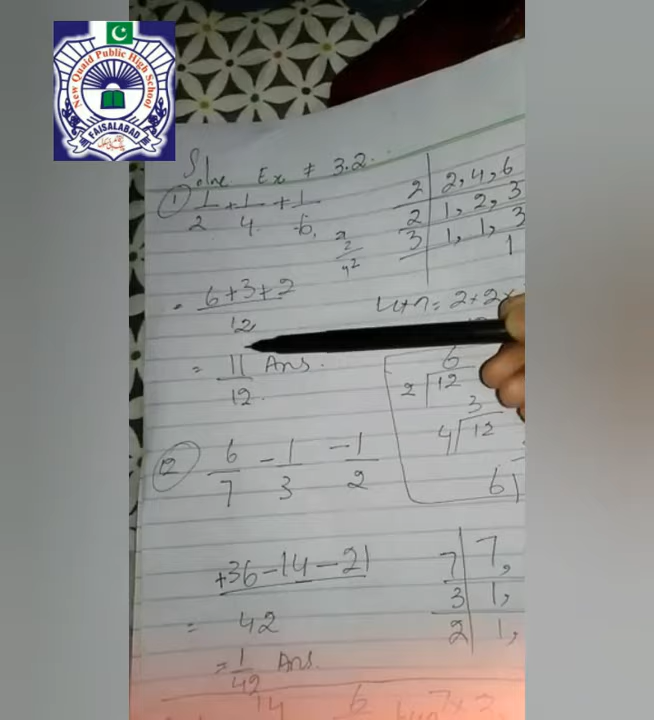 New Quaid Public High School
FAISALABAD
Solve Ex # 3.2.
① 1/2 + 1/4 + 1/6
2 | 2, 4, 6
2 | 1, 2, 3
3 | 1, 1, 3
1
= 6+3+2
12
= 11/12 Ans.
6
2 | 12
3
4 | 12
6
② 6/7 - 1/3 - 1/2
+36-14-21
= 42
= 1/42 Ans.
7 | 7,
3 | 1,
2 | 1,
14 6